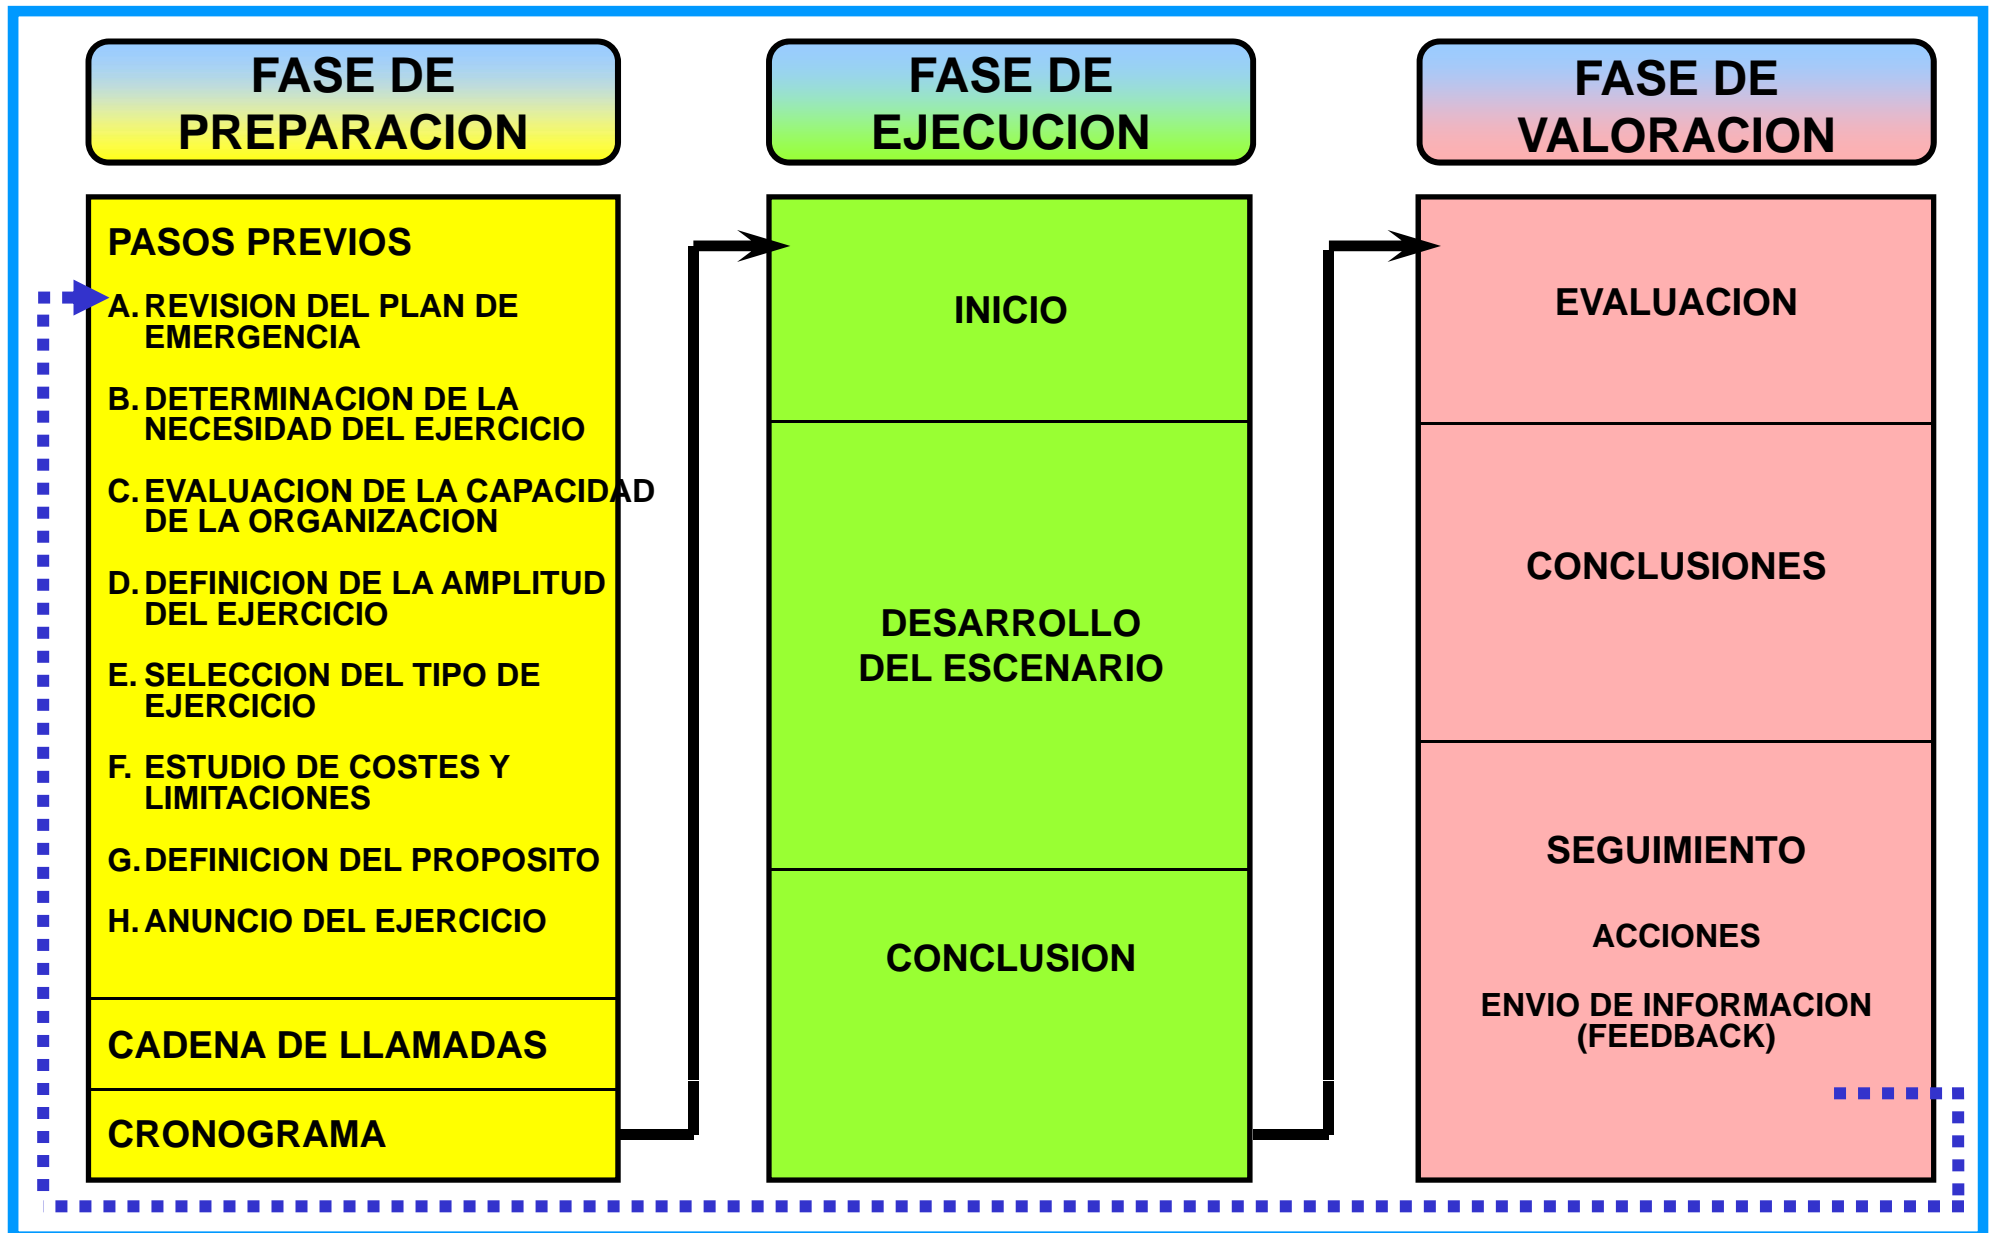 FASE DE
PREPARACION
PASOS PREVIOS
A. REVISION DEL PLAN DE
EMERGENCIA
B. DETERMINACION DE LA
NECESIDAD DEL EJERCICIO
C. EVALUACION DE LA CAPACIDAD
DE LA ORGANIZACION
D. DEFINICION DE LA AMPLITUD
DEL EJERCICIO
E. SELECCION DEL TIPO DE
EJERCICIO
F. ESTUDIO DE COSTES Y
LIMITACIONES
G. DEFINICION DEL PROPOSITO
H. ANUNCIO DEL EJERCICIO
CADENA DE LLAMADAS
CRONOGRAMA
FASE DE
EJECUCION
INICIO
DESARROLLO
DEL ESCENARIO
CONCLUSION
FASE DE
VALORACION
EVALUACION
CONCLUSIONES
SEGUIMIENTO
ACCIONES
ENVIO DE INFORMACION
(FEEDBACK)